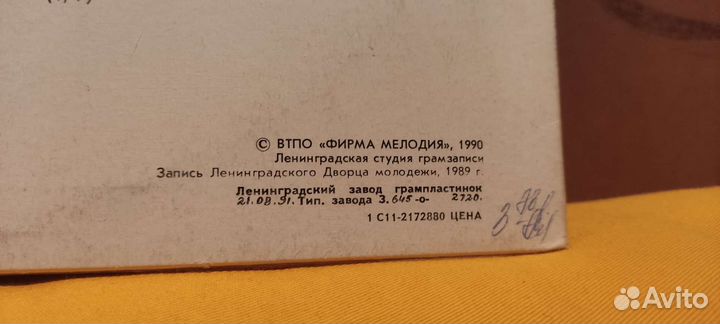 © ВТПО «ФИРМА МЕЛОДИЯ», 1990
Ленинградская студия грамзаписи
Запись Ленинградского Дворца молодежи, 1989 г.
Ленинградский завод грампластинок
21.08.91. Тип. завода З. 645-о- 2720.
1 С11-2172880 ЦЕНА
Avito